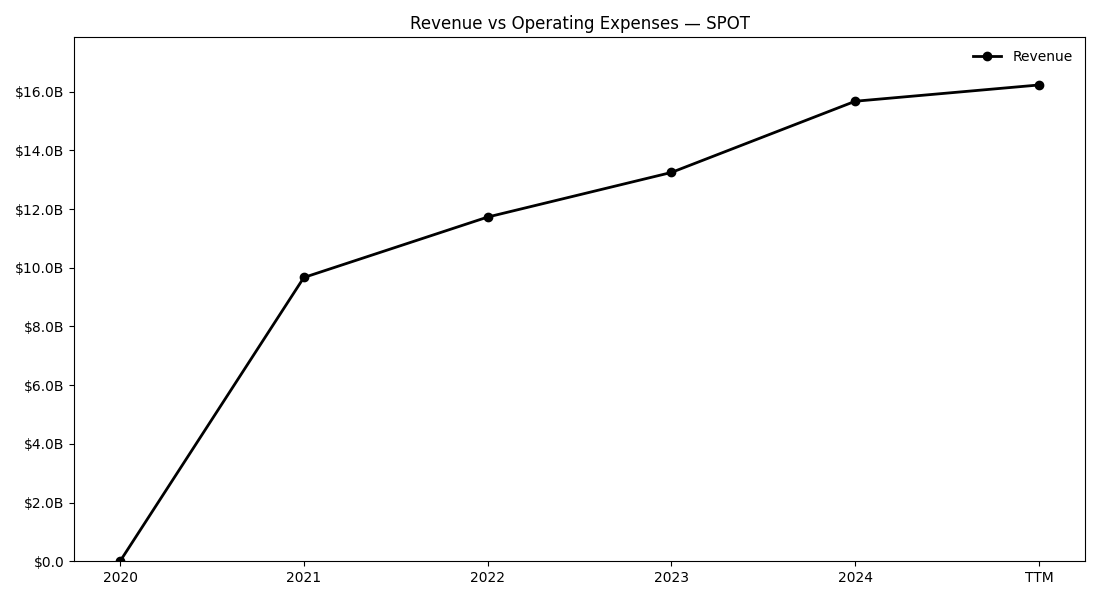 Revenue vs Operating Expenses — SPOT
Revenue
$16.0B
$14.0B
$12.0B
$10.0B
$8.0B
$6.0B
$4.0B
$2.0B
$0.0
2020 2021 2022 2023 2024 TTM